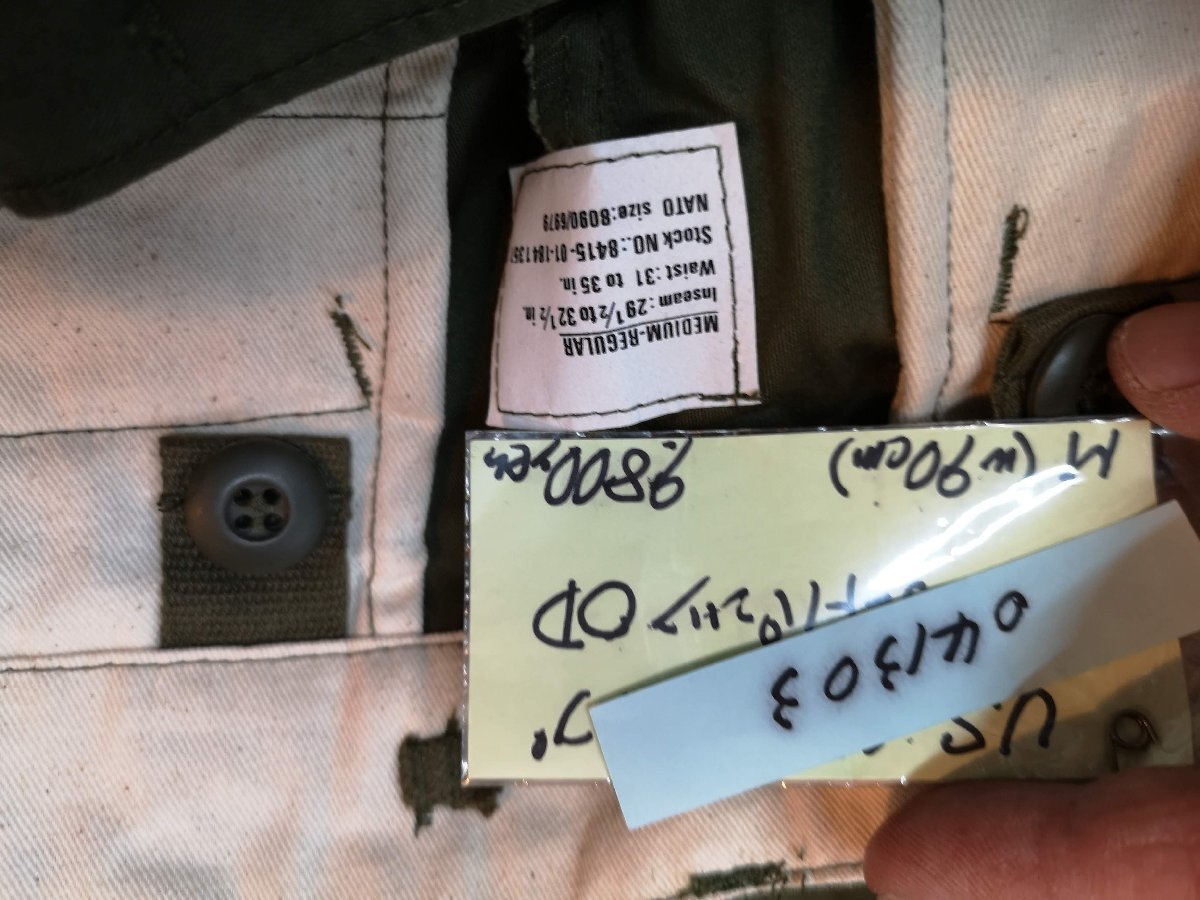 MEDIUM-REGULAR
Inseam:29 1/2 to 32 1/2 in.
Waist:31 to 35 in.
Stock NO.:8415-01-184135
NATO size:8090/6979
U.S.
041303
OD
M (w 90cm) 9800yen